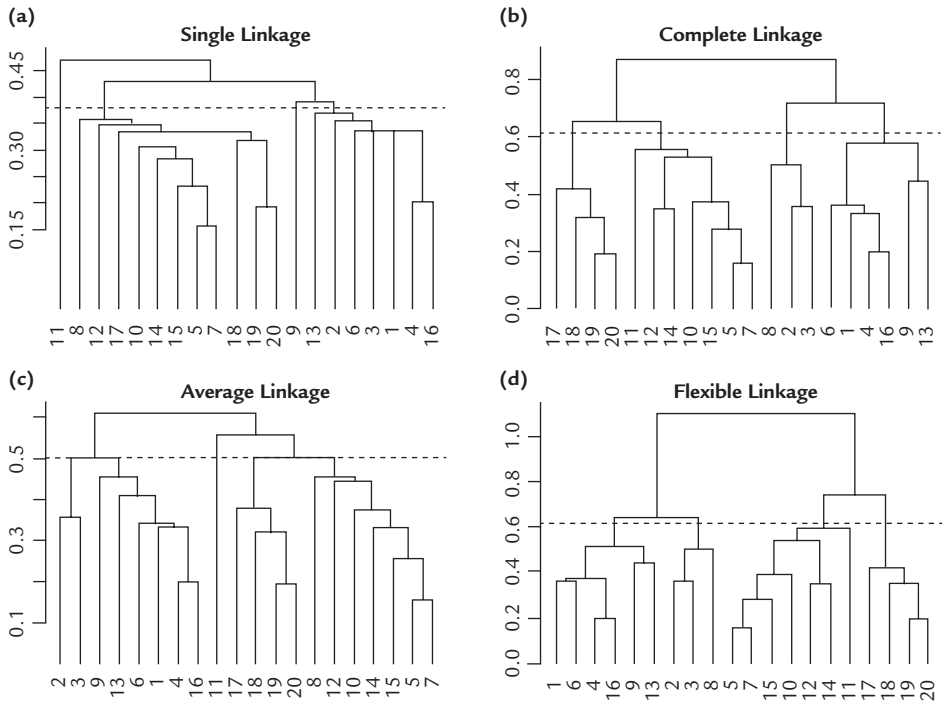 (a)
Single Linkage
0.45
0.30
0.15
11 8 12 17 10 14 15 5 7 18 19 20 9 13 2 6 3 1 4 16
(b)
Complete Linkage
0.8
0.6
0.4
0.2
0.0
17 18 19 20 11 12 14 10 15 5 7 8 2 3 6 1 4 16 9 13
(c)
Average Linkage
0.5
0.3
0.1
2 3 9 13 6 1 4 16 11 17 18 19 20 8 12 10 14 15 5 7
(d)
Flexible Linkage
1.0
0.8
0.6
0.4
0.2
0.0
1 6 4 16 9 13 2 3 8 5 7 15 10 12 14 11 17 18 19 20